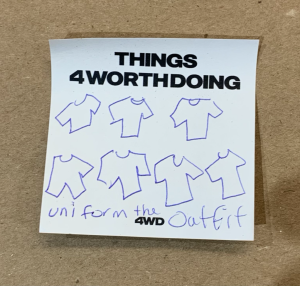 THINGS
4WORTHDOING
uniform the outfit
4WD